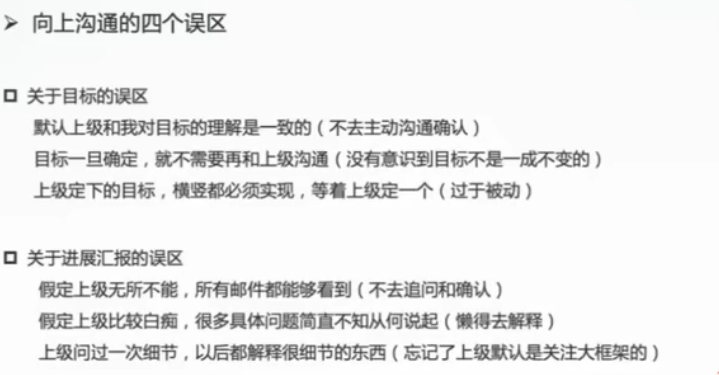 ➢ 向上沟通的四个误区
❑ 关于目标的误区
默认上级和我对目标的理解是一致的（不去主动沟通确认）
目标一旦确定，就不需要再和上级沟通（没有意识到目标不是一成不变的）
上级定下的目标，横竖都必须实现，等着上级定一个（过于被动）
❑ 关于进展汇报的误区
假定上级无所不能，所有邮件都能够看到（不去追问和确认）
假定上级比较白痴，很多具体问题简直不知从何说起（懒得去解释）
上级问过一次细节，以后都解释很细节的东西（忘记了上级默认是关注大框架的）